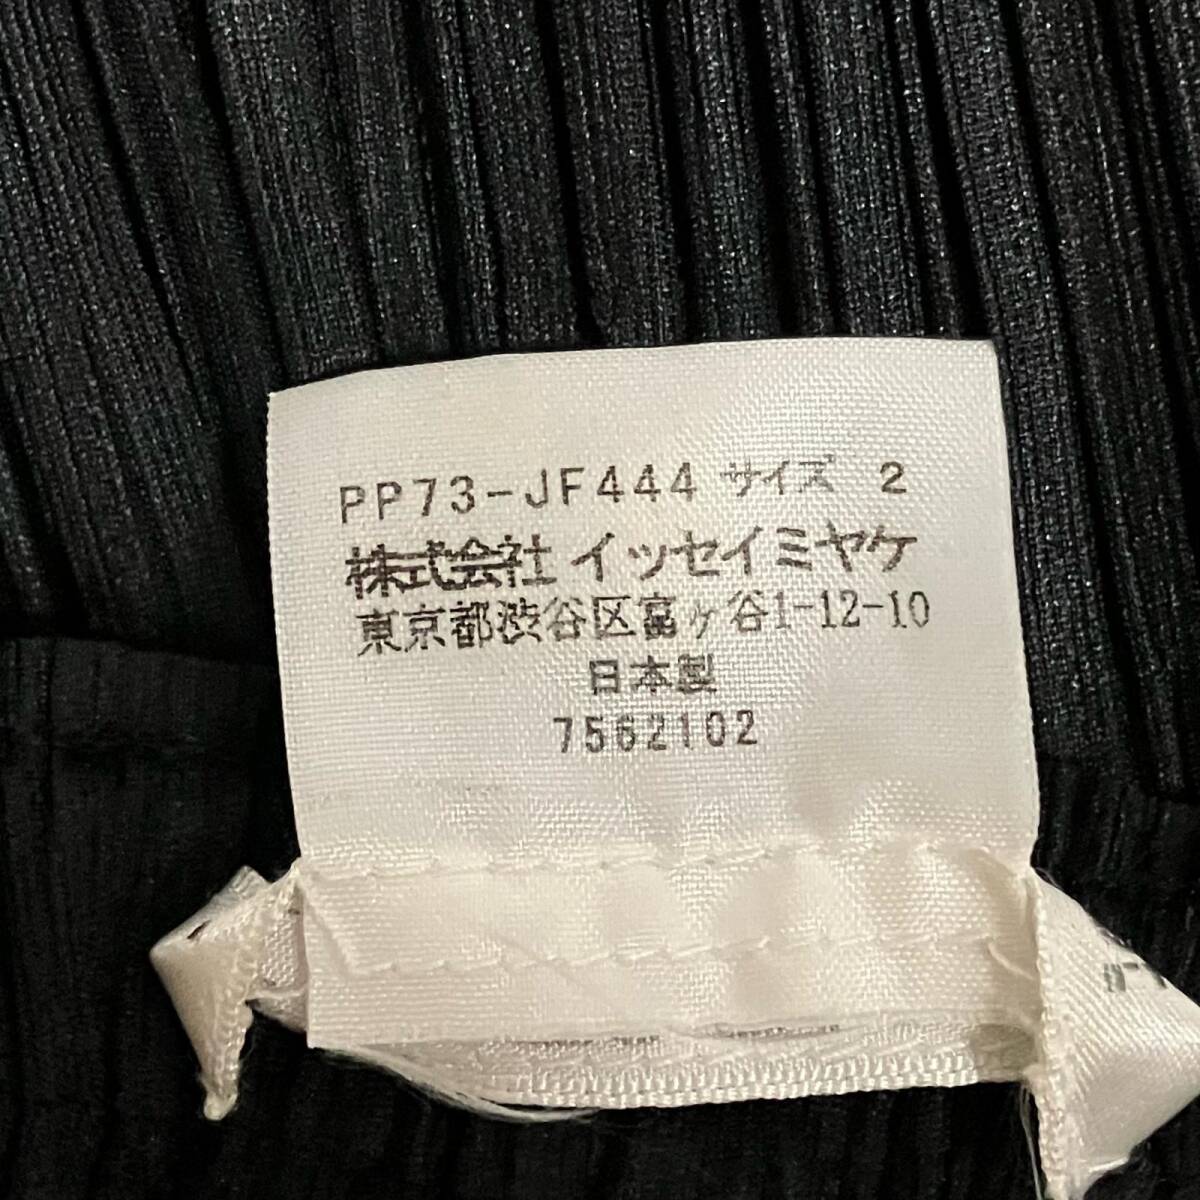 PP73-JF444 サイズ 2
株式会社 イッセイミヤケ
東京都渋谷区富ヶ谷1-12-10
日本製
7562102